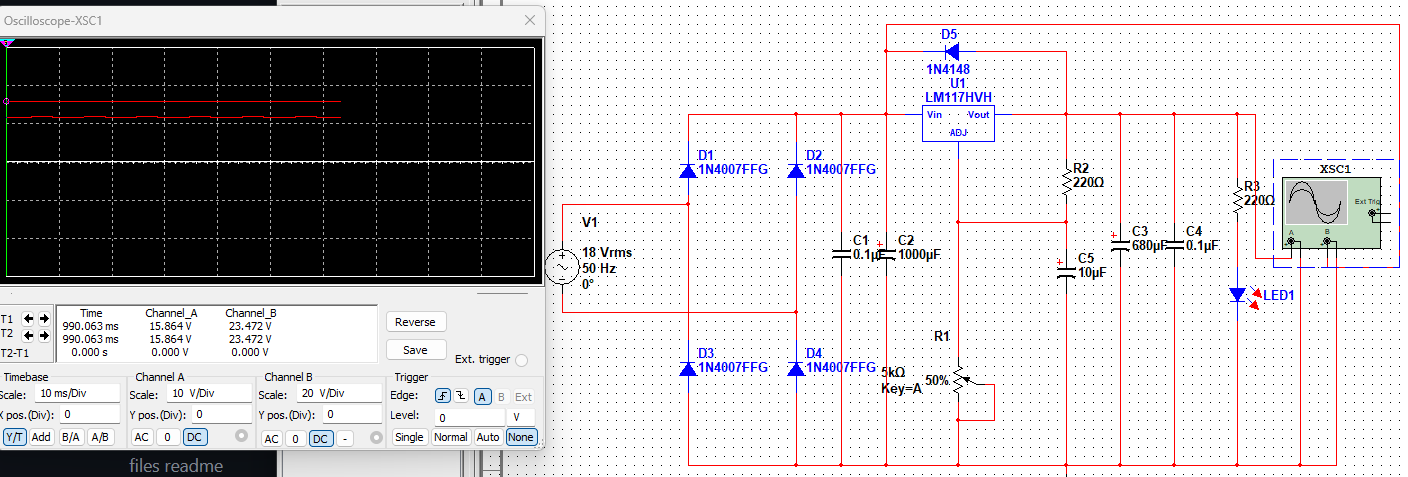 Oscilloscope-XSC1
T1
T2
T2-T1
Time Channel_A Channel_B
990.063 ms 15.864 V 23.472 V
990.063 ms 15.864 V 23.472 V
0.000 s 0.000 V 0.000 V
Reverse
Save
Ext. trigger
Timebase
Scale: 10 ms/Div
X pos.(Div): 0
Y/T Add B/A A/B
Channel A
Scale: 10 V/Div
Y pos.(Div): 0
AC 0 DC
Channel B
Scale: 20 V/Div
Y pos.(Div): 0
AC 0 DC -
Trigger
Edge: A B Ext
Level: 0 V
Single Normal Auto None
files readme
D5
1N4148
U1
LM117HVH
Vin Vout
ADJ
D1
1N4007FFG
D2
1N4007FFG
V1
18 Vrms
50 Hz
0°
C1
0.1µF
C2
1000µF
R2
220Ω
C5
10µF
C3
680µF
C4
0.1µF
R3
220Ω
XSC1
Ext Trig
A B
LED1
D3
1N4007FFG
D4
1N4007FFG
R1
5kΩ
Key=A
50%